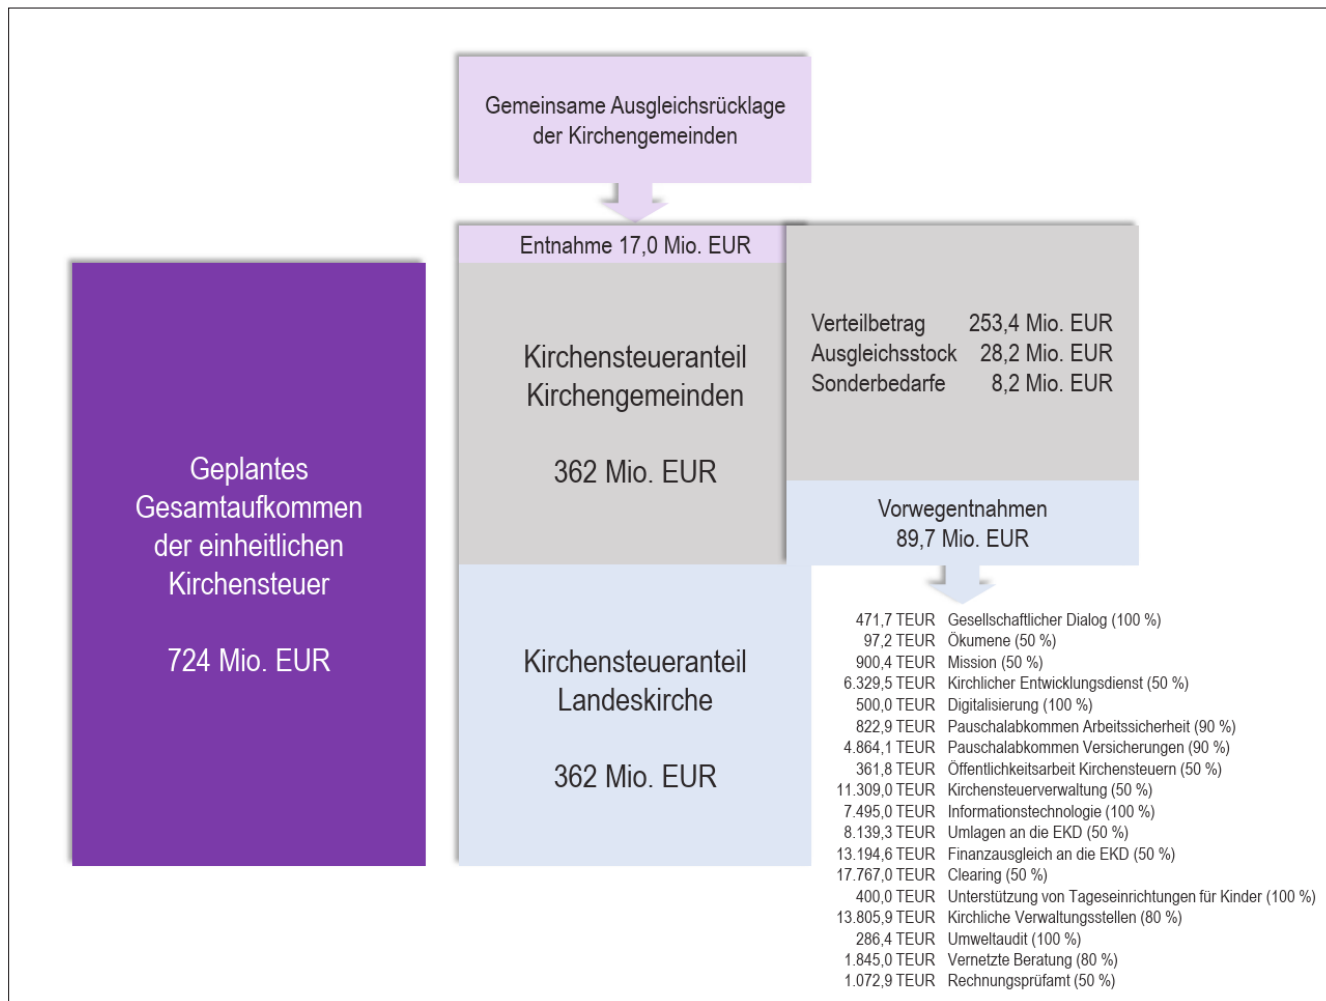 Gemeinsame Ausgleichsrücklage
der Kirchengemeinden
Entnahme 17,0 Mio. EUR
Geplantes
Gesamtaufkommen
der einheitlichen
Kirchensteuer
724 Mio. EUR
Kirchensteueranteil
Kirchengemeinden
362 Mio. EUR
Kirchensteueranteil
Landeskirche
362 Mio. EUR
Verteilbetrag 253,4 Mio. EUR
Ausgleichsstock 28,2 Mio. EUR
Sonderbedarfe 8,2 Mio. EUR
Vorwegentnahmen
89,7 Mio. EUR
471,7 TEUR Gesellschaftlicher Dialog (100 %)
97,2 TEUR Ökumene (50 %)
900,4 TEUR Mission (50 %)
6.329,5 TEUR Kirchlicher Entwicklungsdienst (50 %)
500,0 TEUR Digitalisierung (100 %)
822,9 TEUR Pauschalabkommen Arbeitssicherheit (90 %)
4.864,1 TEUR Pauschalabkommen Versicherungen (90 %)
361,8 TEUR Öffentlichkeitsarbeit Kirchensteuern (50 %)
11.309,0 TEUR Kirchensteuerverwaltung (50 %)
7.495,0 TEUR Informationstechnologie (100 %)
8.139,3 TEUR Umlagen an die EKD (50 %)
13.194,6 TEUR Finanzausgleich an die EKD (50 %)
17.767,0 TEUR Clearing (50 %)
400,0 TEUR Unterstützung von Tageseinrichtungen für Kinder (100 %)
13.805,9 TEUR Kirchliche Verwaltungsstellen (80 %)
286,4 TEUR Umweltaudit (100 %)
1.845,0 TEUR Vernetzte Beratung (80 %)
1.072,9 TEUR Rechnungsprüfamt (50 %)